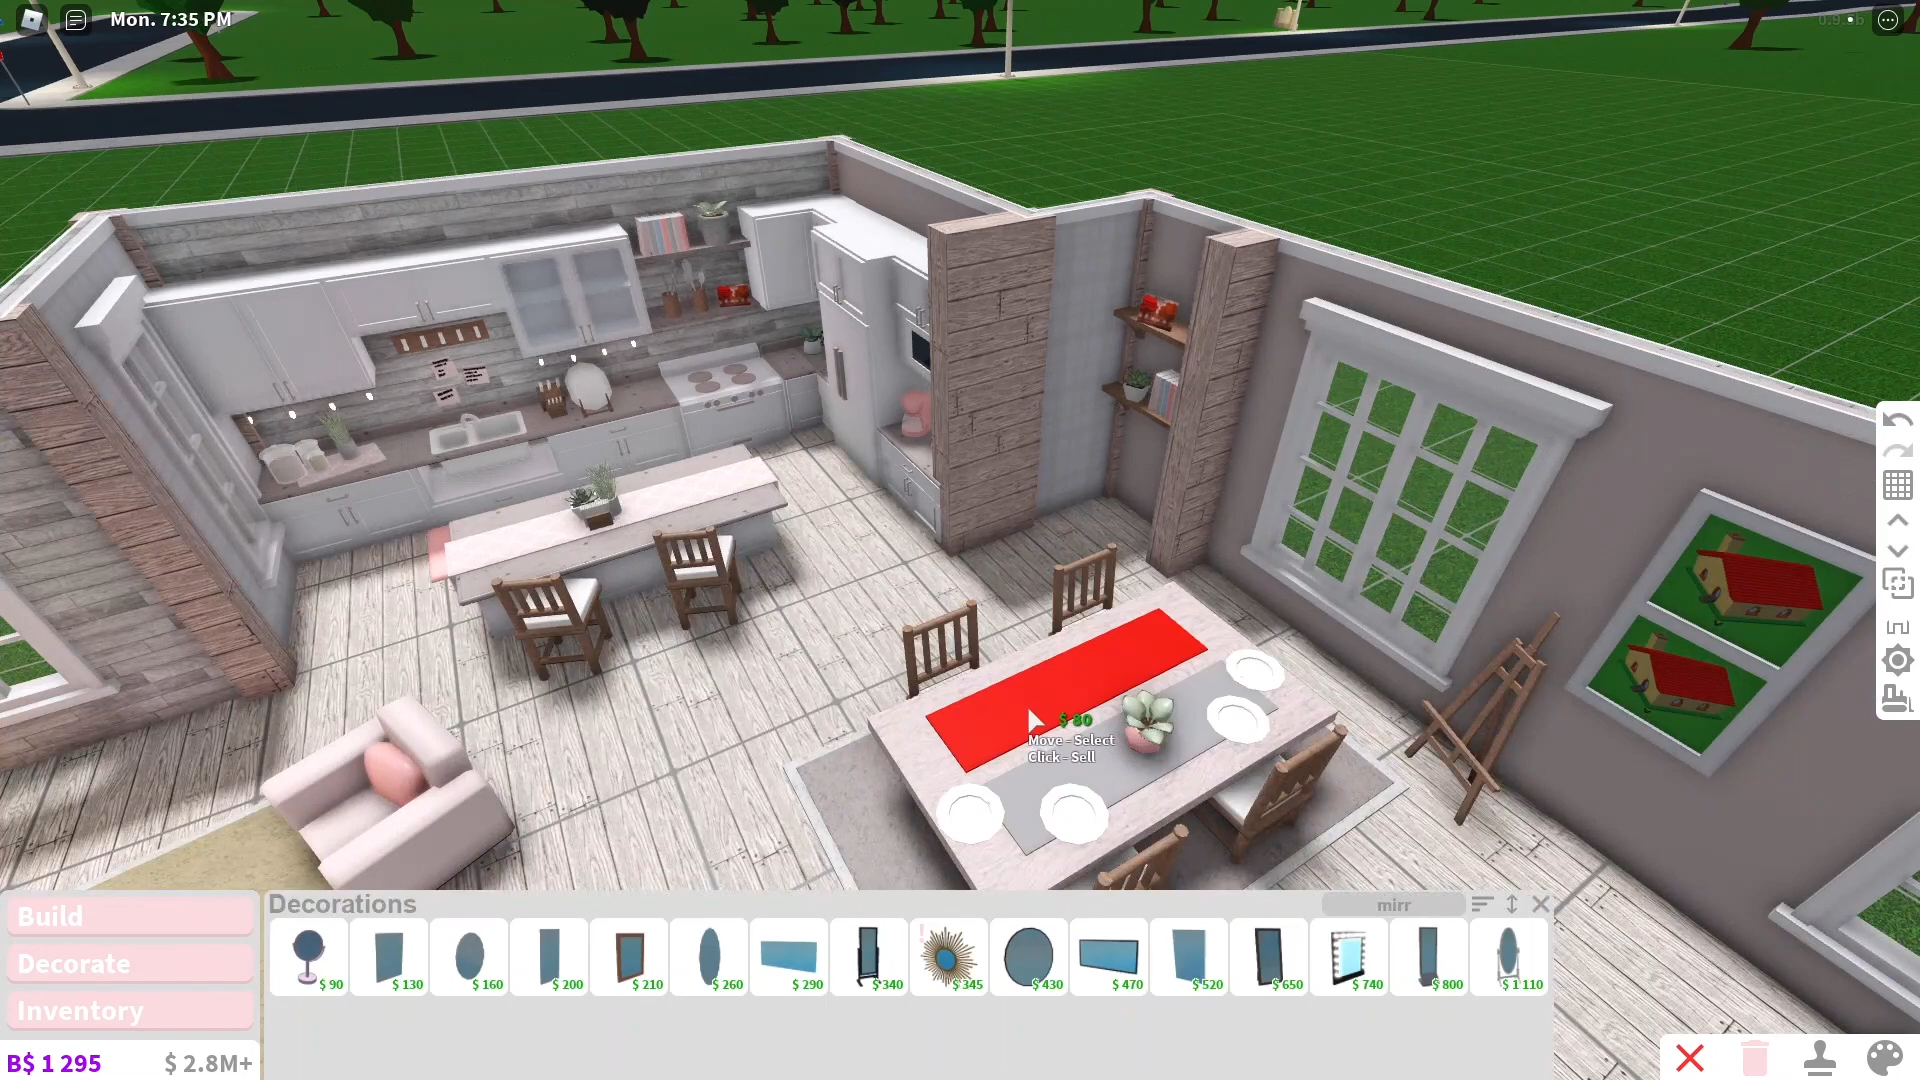 Mon. 7:35 PM
$ 80
Move - Select
Click - Sell
Build
Decorate
Inventory
B$ 1 295
$ 2.8M+
Decorations
mirr
$ 90
$ 130
$ 160
$ 200
$ 210
$ 260
$ 290
$ 340
$ 345
$ 430
$ 470
$ 520
$ 650
$ 740
$ 800
$ 1 110